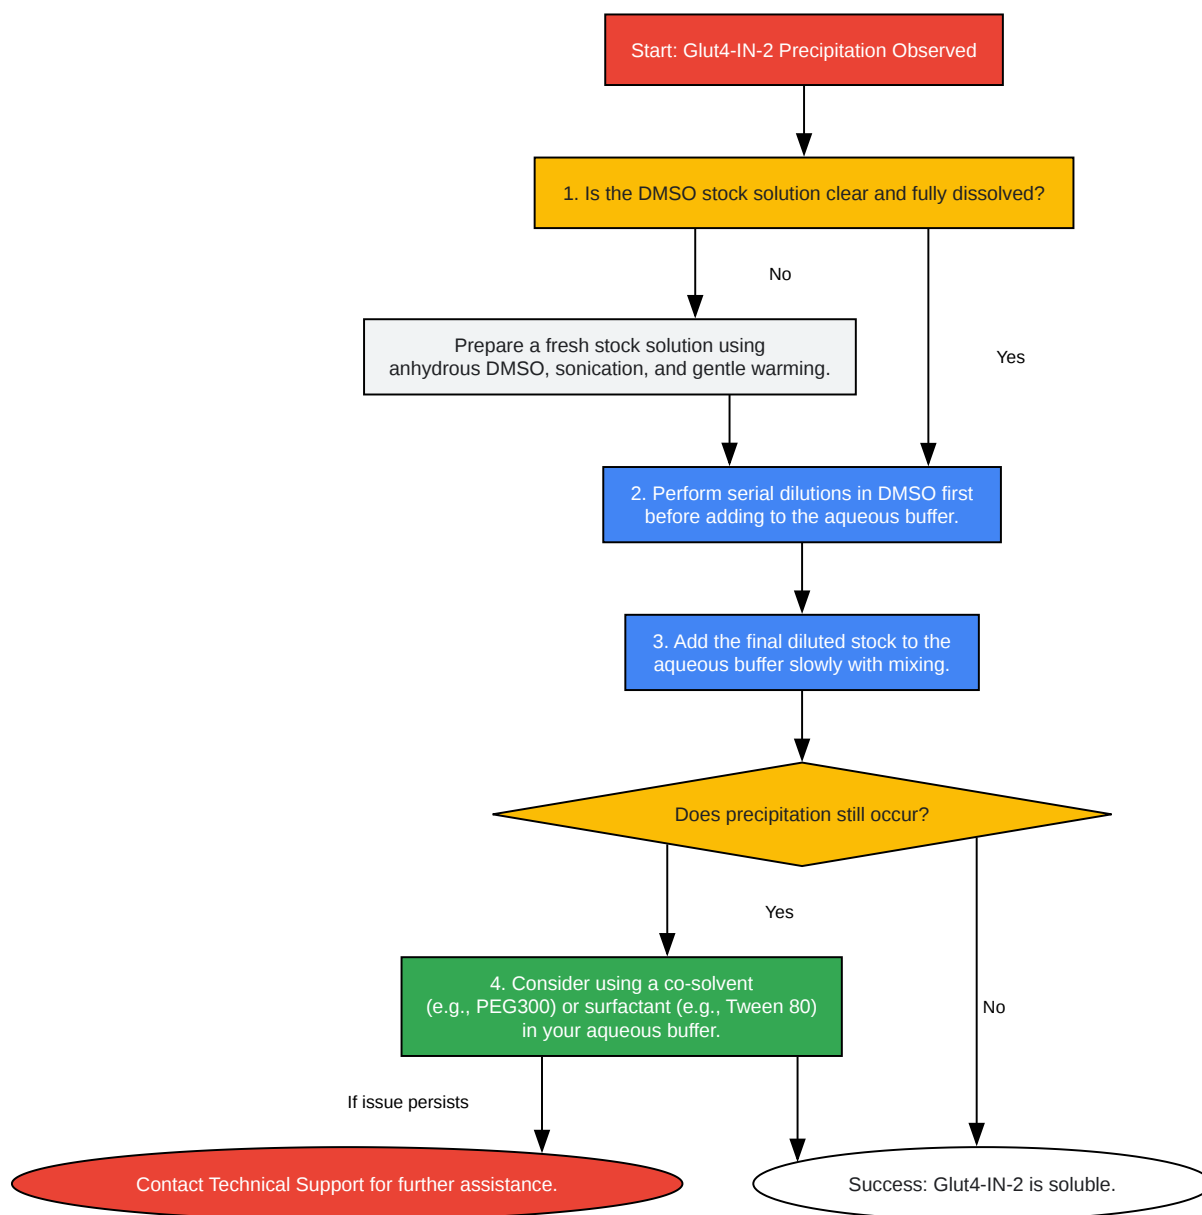 Start: Glut4-IN-2 Precipitation Observed
1. Is the DMSO stock solution clear and fully dissolved?
No
Prepare a fresh stock solution using
anhydrous DMSO, sonication, and gentle warming.
Yes
2. Perform serial dilutions in DMSO first
before adding to the aqueous buffer.
3. Add the final diluted stock to the
aqueous buffer slowly with mixing.
Does precipitation still occur?
Yes
4. Consider using a co-solvent
(e.g., PEG300) or surfactant (e.g., Tween 80)
in your aqueous buffer.
No
If issue persists
Contact Technical Support for further assistance.
Success: Glut4-IN-2 is soluble.